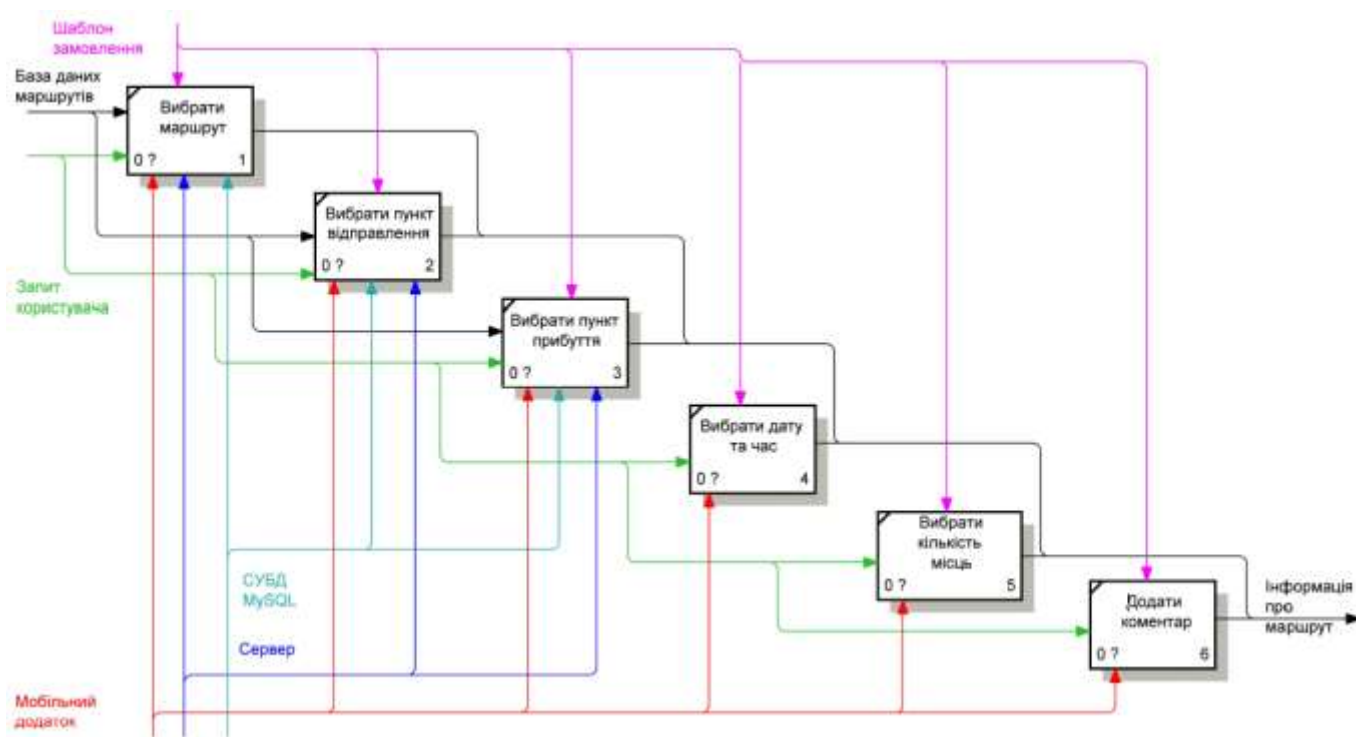 Шаблон
замовлення
База даних
маршрутів
Вибрати
маршрут
0 ? 1
Вибрати пункт
відправлення
0 ? 2
Запит
користувача
Вибрати пункт
прибуття
0 ? 3
Вибрати дату
та час
0 ? 4
Вибрати
кількість
місць
0 ? 5
СУБД
MySQL
Додати
коментар
0 ? 6
Інформація
про
маршрут
Сервер
Мобільний
додаток